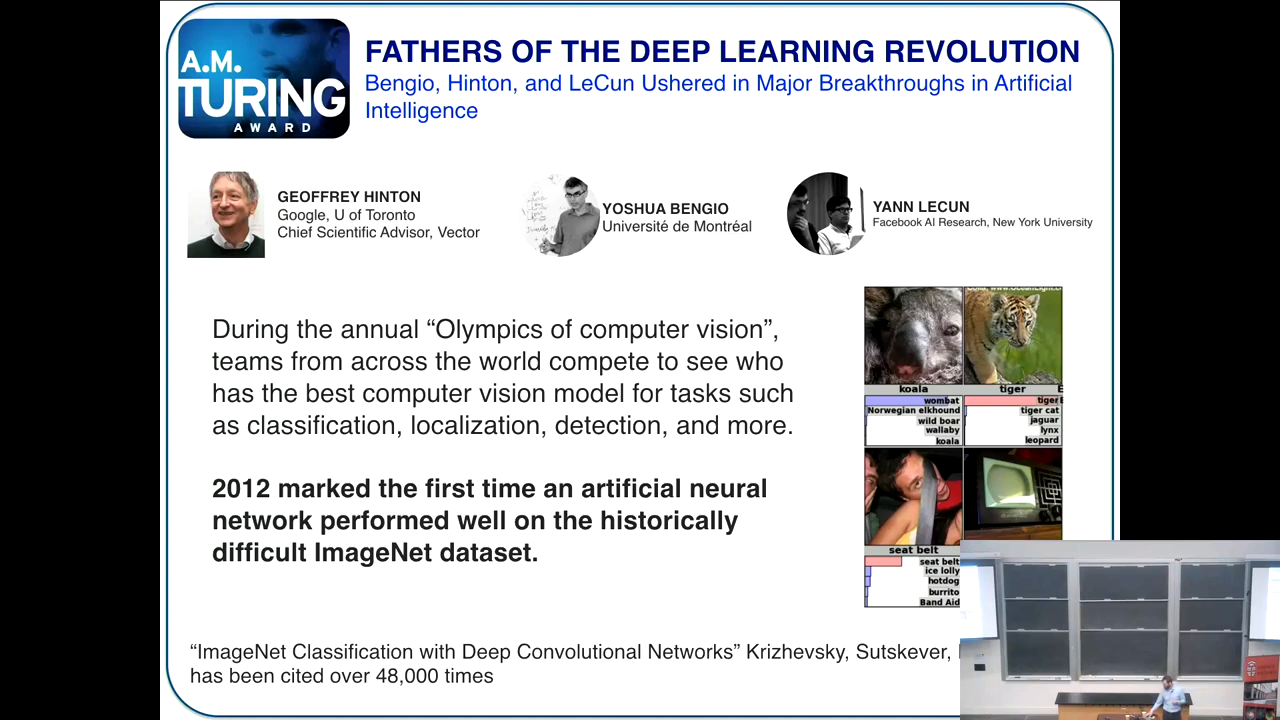 A.M.
TURING
AWARD
FATHERS OF THE DEEP LEARNING REVOLUTION
Bengio, Hinton, and LeCun Ushered in Major Breakthroughs in Artificial
Intelligence
GEOFFREY HINTON
Google, U of Toronto
Chief Scientific Advisor, Vector
YOSHUA BENGIO
Université de Montréal
YANN LECUN
Facebook AI Research, New York University
During the annual “Olympics of computer vision”,
teams from across the world compete to see who
has the best computer vision model for tasks such
as classification, localization, detection, and more.
2012 marked the first time an artificial neural
network performed well on the historically
difficult ImageNet dataset.
koala
wombat
Norwegian elkhound
wild boar
wallaby
koala
tiger
tiger
tiger cat
jaguar
lynx
leopard
seat belt
seat belt
ice lolly
hotdog
burrito
Band Aid
“ImageNet Classification with Deep Convolutional Networks” Krizhevsky, Sutskever,
has been cited over 48,000 times